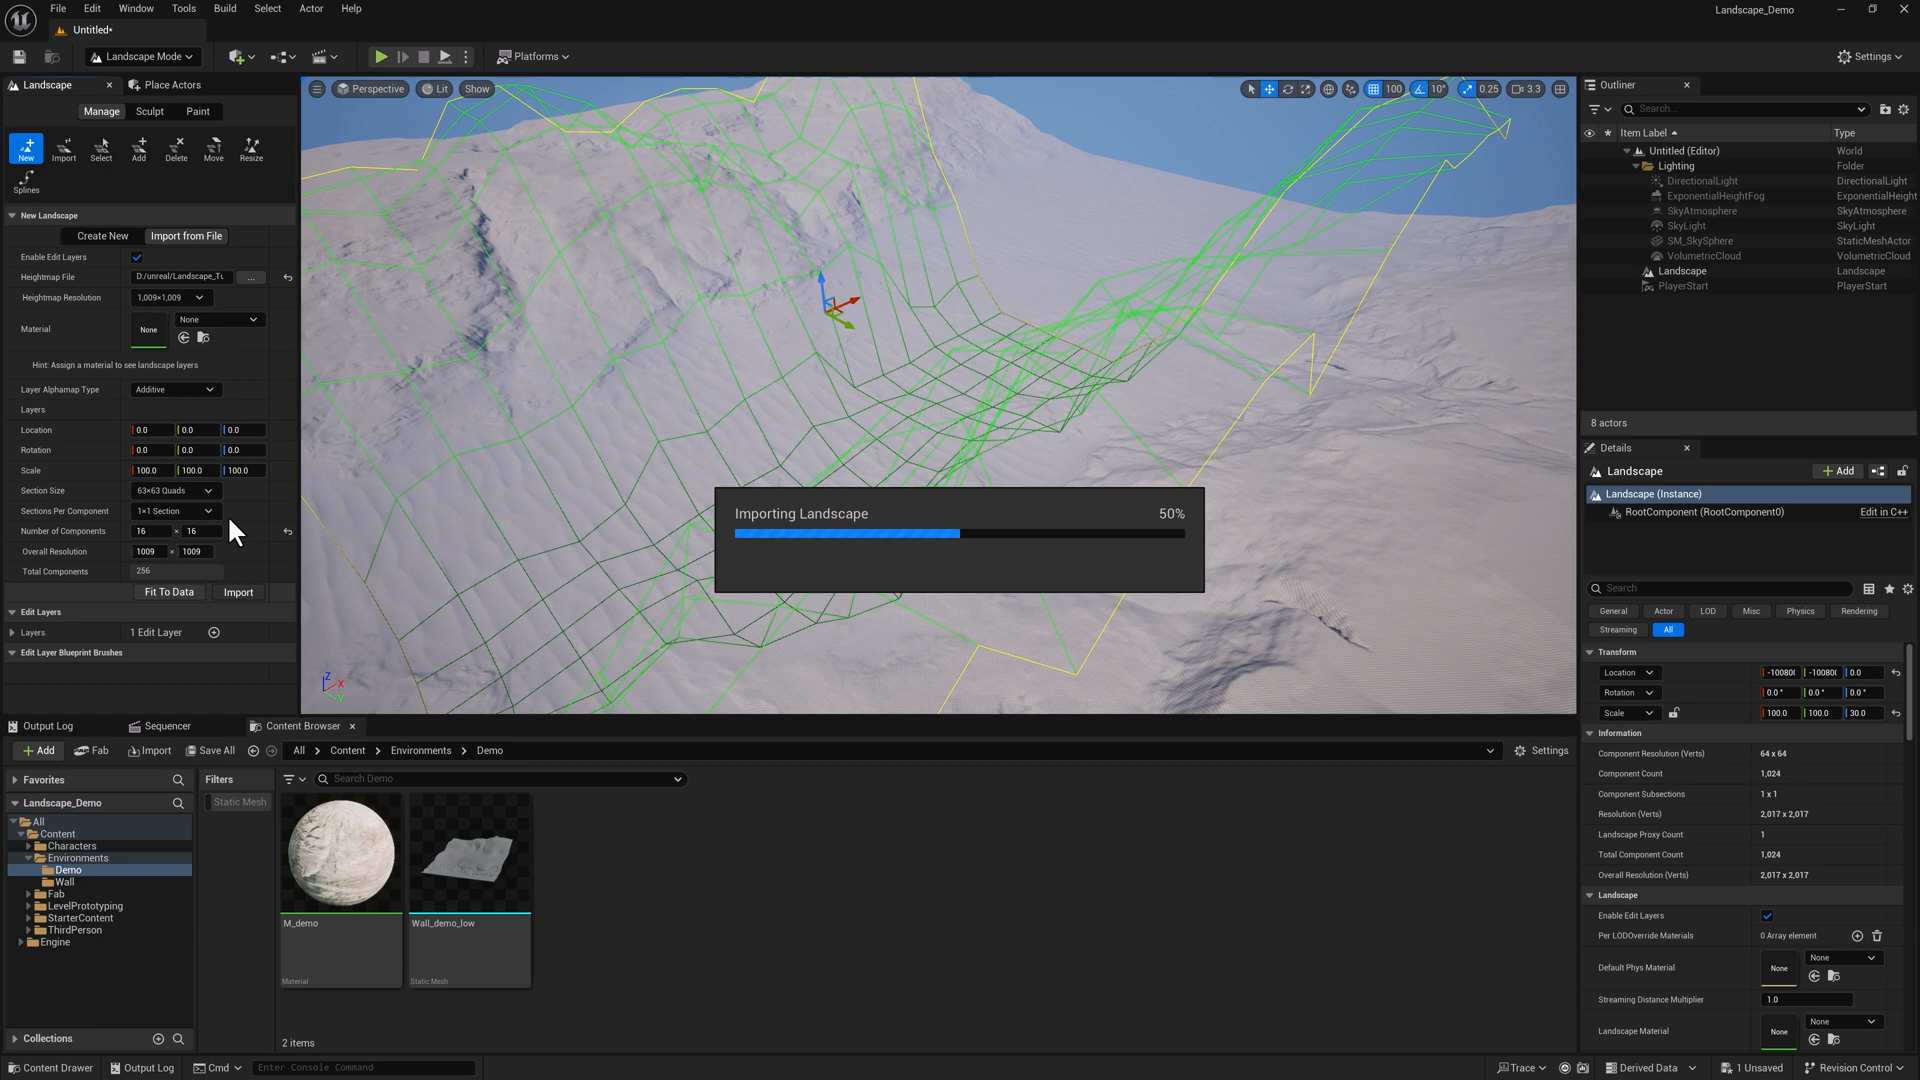 File Edit Window Tools Build Select Actor Help
Landscape_Demo
Untitled*
Landscape Mode
Platforms
Settings
Landscape
Place Actors
Manage Sculpt Paint
New Import Select Add Delete Move Resize
Splines
New Landscape
Create New Import from File
Enable Edit Layers
Heightmap File D:/unreal/Landscape_Tu ...
Heightmap Resolution 1,009×1,009
Material None None
Hint: Assign a material to see landscape layers
Layer Alphamap Type Additive
Layers
Location 0.0 0.0 0.0
Rotation 0.0 0.0 0.0
Scale 100.0 100.0 100.0
Section Size 63×63 Quads
Sections Per Component 1×1 Section
Number of Components 16 × 16
Overall Resolution 1009 × 1009
Total Components 256
Fit To Data Import
Edit Layers
Layers 1 Edit Layer
Edit Layer Blueprint Brushes
Perspective Lit Show
100 10° 0.25 3.3
Z X Y
Importing Landscape 50%
Outliner
Search...
Item Label Type
Untitled (Editor) World
Lighting Folder
DirectionalLight DirectionalLight
ExponentialHeightFog ExponentialHeight
SkyAtmosphere SkyAtmosphere
SkyLight SkyLight
SM_SkySphere StaticMeshActor
VolumetricCloud VolumetricCloud
Landscape Landscape
PlayerStart PlayerStart
8 actors
Details
Landscape Add
Landscape (Instance)
RootComponent (RootComponent0) Edit in C++
Search
General Actor LOD Misc Physics Rendering
Streaming All
Transform
Location -10080( -10080( 0.0
Rotation 0.0 ° 0.0 ° 0.0 °
Scale 100.0 100.0 30.0
Information
Component Resolution (Verts) 64 x 64
Component Count 1,024
Component Subsections 1 x 1
Resolution (Verts) 2,017 x 2,017
Landscape Proxy Count 1
Total Component Count 1,024
Overall Resolution (Verts) 2,017 x 2,017
Landscape
Enable Edit Layers
Per LODOverride Materials 0 Array element
Default Phys Material None None
Streaming Distance Multiplier 1.0
Landscape Material None None
Output Log Sequencer Content Browser
Add Fab Import Save All All Content Environments Demo Settings
Favorites
Landscape_Demo
All
Content
Characters
Environments
Demo
Wall
Fab
LevelPrototyping
StarterContent
ThirdPerson
Engine
Collections
Filters
Static Mesh
Search Demo
M_demo
Material
Wall_demo_low
Static Mesh
2 items
Content Drawer Output Log Cmd Enter Console Command
Trace Derived Data 1 Unsaved Revision Control